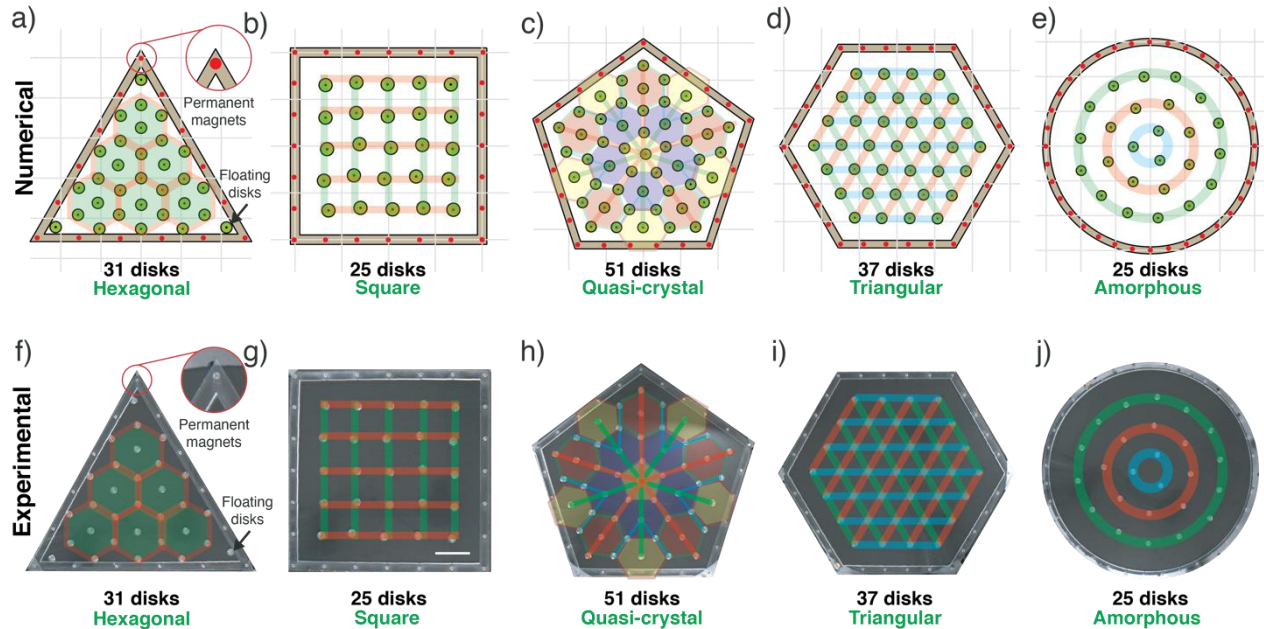 a)
b)
c)
d)
e)
Numerical
Permanent
magnets
Floating
disks
31 disks
Hexagonal
25 disks
Square
51 disks
Quasi-crystal
37 disks
Triangular
25 disks
Amorphous
f)
g)
h)
i)
j)
Experimental
Permanent
magnets
Floating
disks
31 disks
Hexagonal
25 disks
Square
51 disks
Quasi-crystal
37 disks
Triangular
25 disks
Amorphous